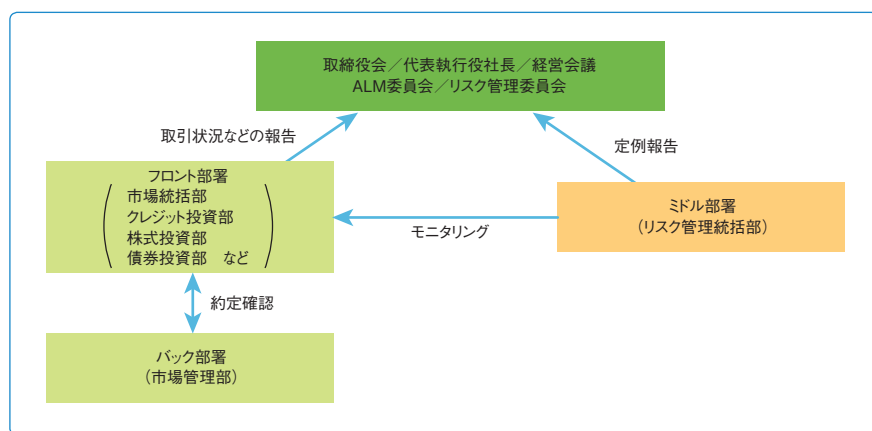 取締役会／代表執行役社長／経営会議
ALM委員会／リスク管理委員会
取引状況などの報告
定例報告
フロント部署
市場統括部
クレジット投資部
株式投資部
債券投資部　など
モニタリング
ミドル部署
（リスク管理統括部）
約定確認
バック部署
（市場管理部）